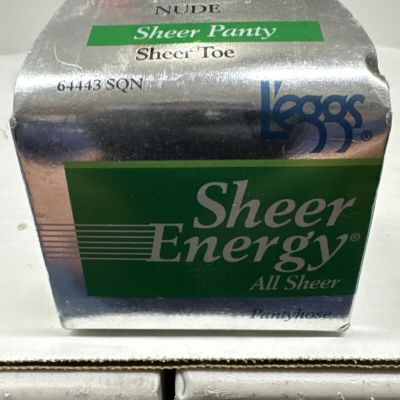 NUDE
Sheer Panty
Sheer Toe
64443 SQN
L'eggs®
Sheer
Energy®
All Sheer
Pantyhose